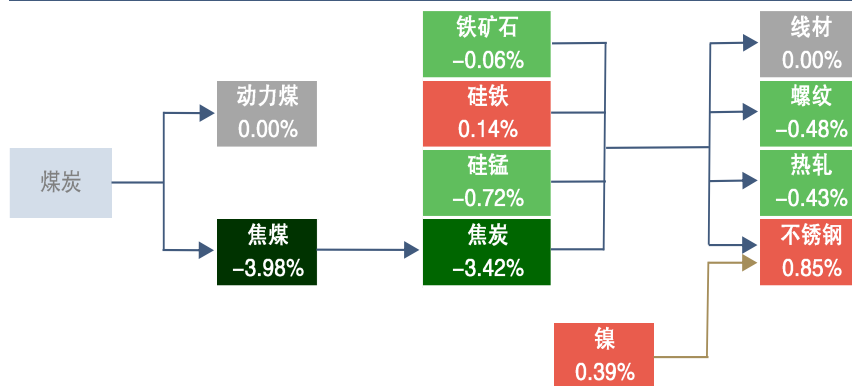 铁矿石
-0.06%
线材
0.00%
动力煤
0.00%
硅铁
0.14%
螺纹
-0.48%
煤炭
硅锰
-0.72%
热轧
-0.43%
焦煤
-3.98%
焦炭
-3.42%
不锈钢
0.85%
镍
0.39%